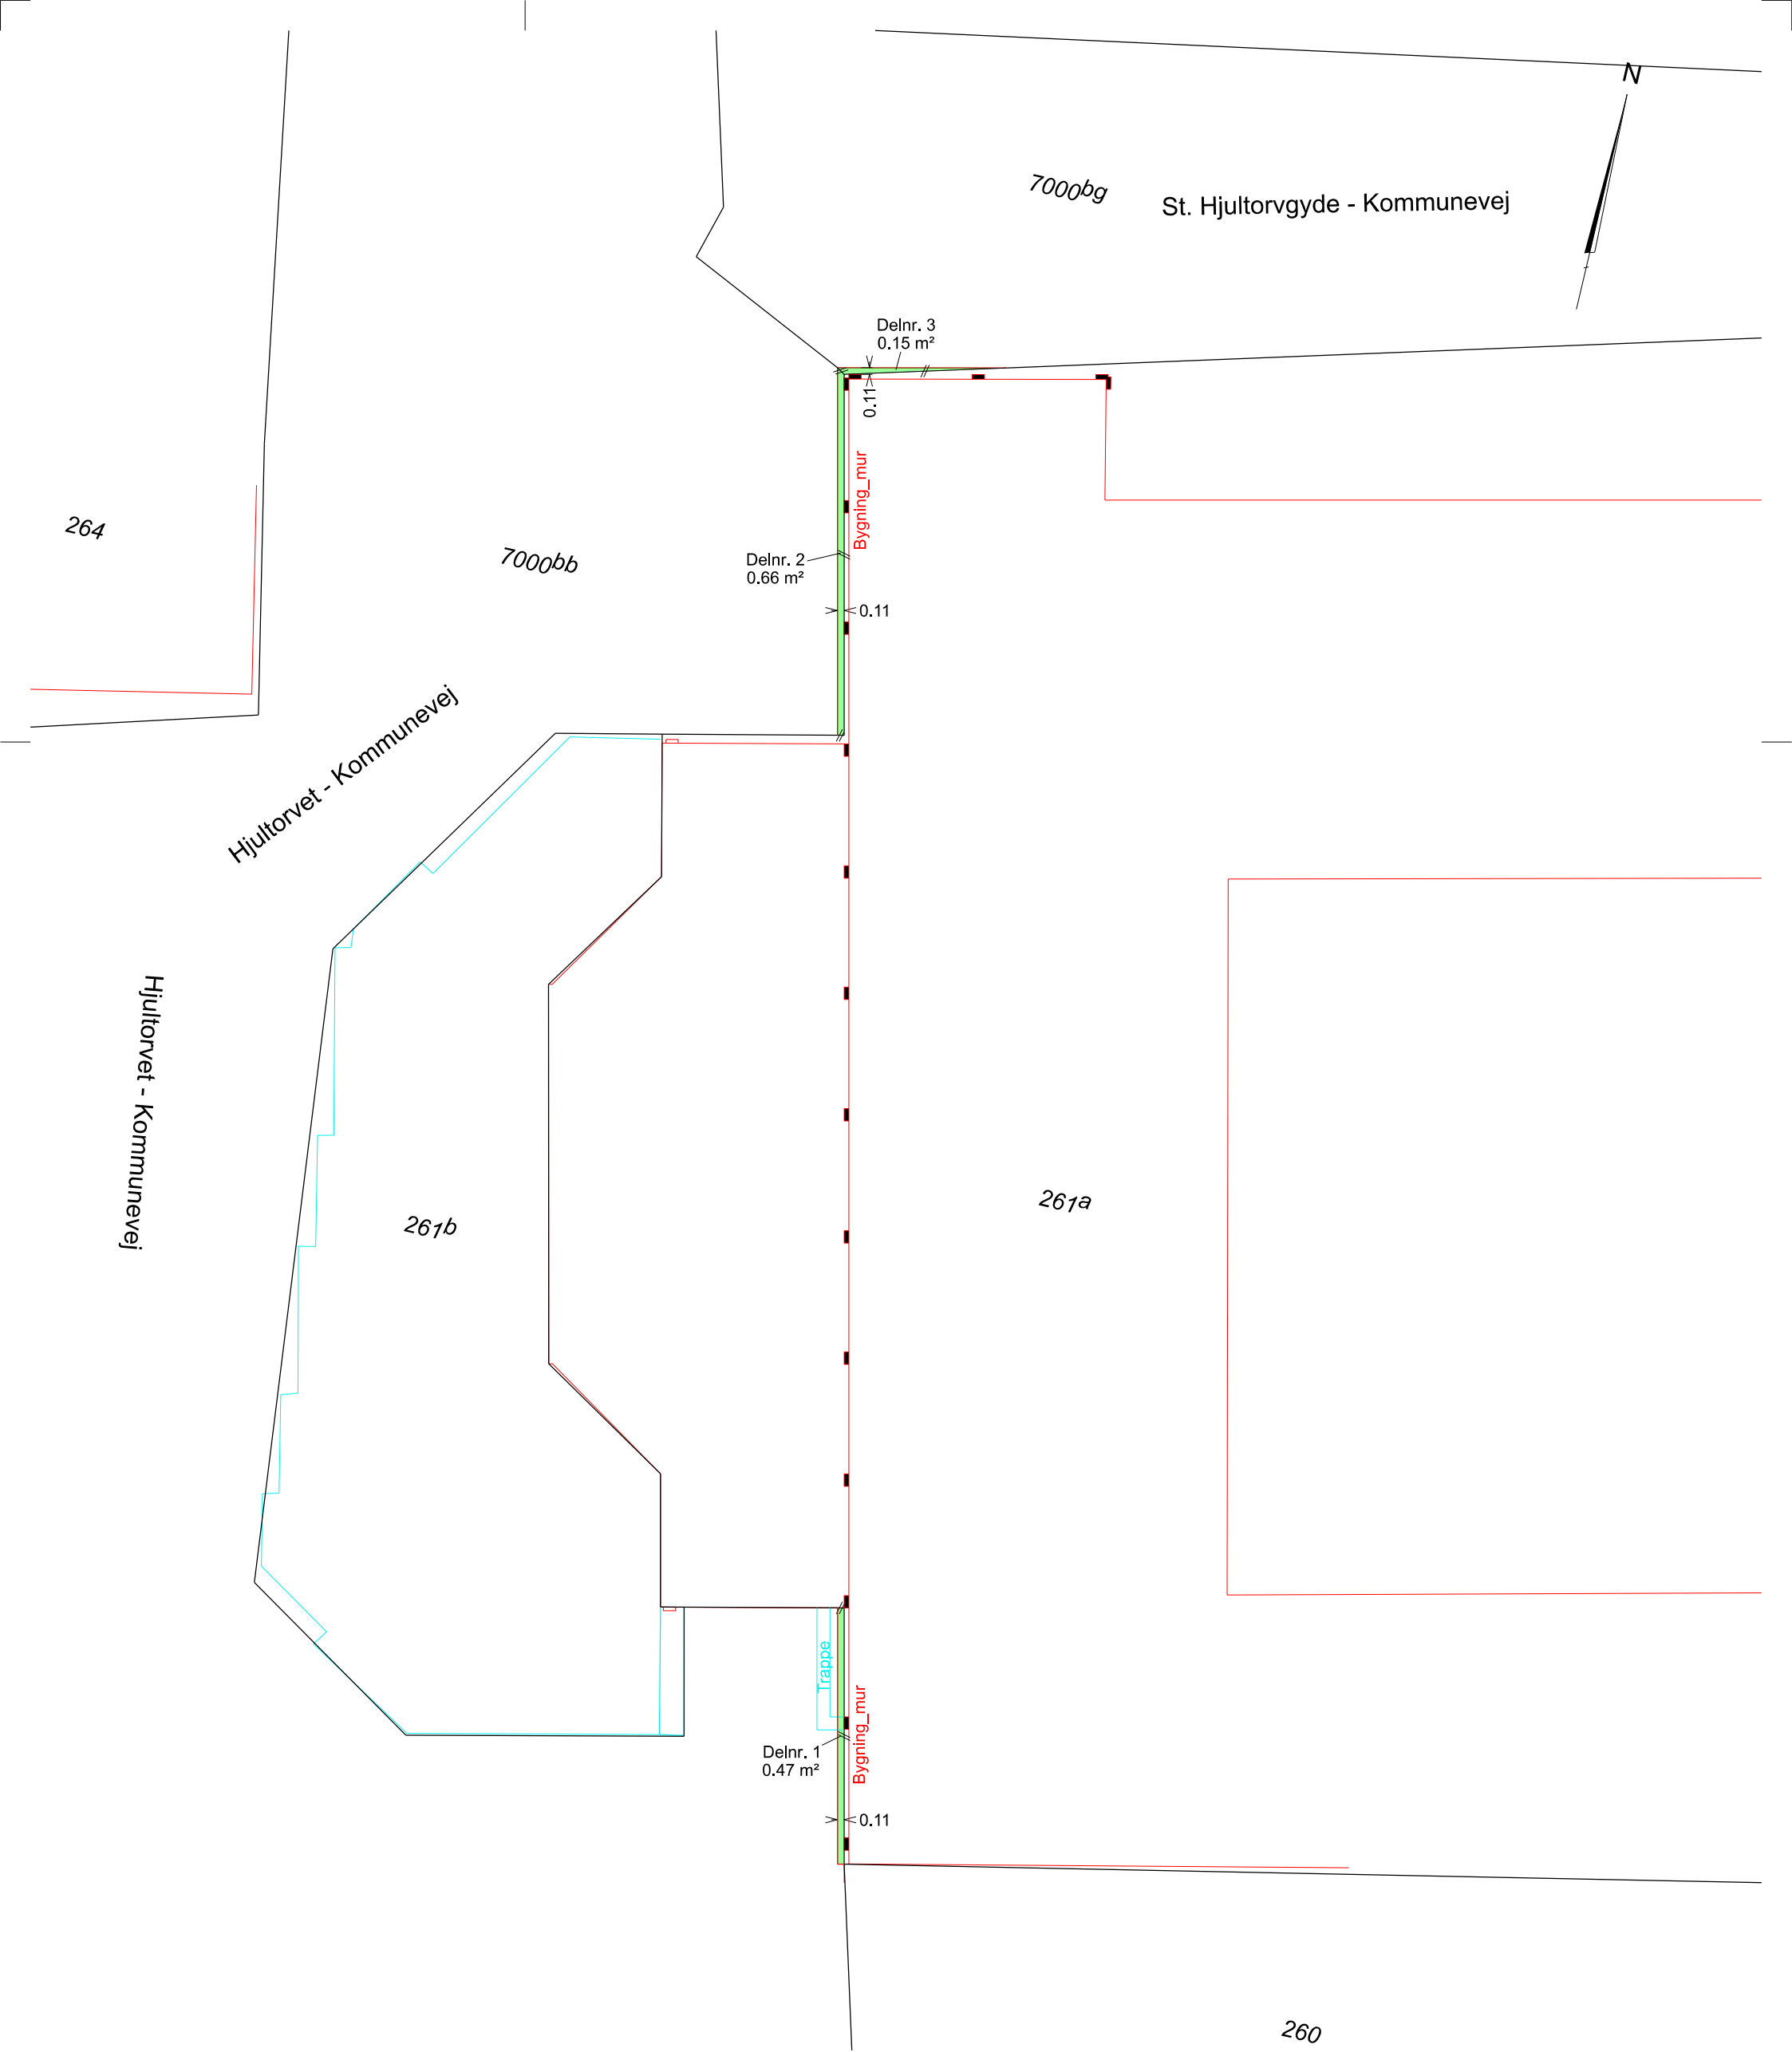 N
7000bg
St. Hjultorvgyde - Kommunevej
Delnr. 3
0.15 m²
0.11
Bygning_mur
264
7000bb
Delnr. 2
0.66 m²
0.11
Hjultorvet - Kommunevej
Hjultorvet - Kommunevej
261a
261b
Trappe
Bygning_mur
Delnr. 1
0.47 m²
0.11
260